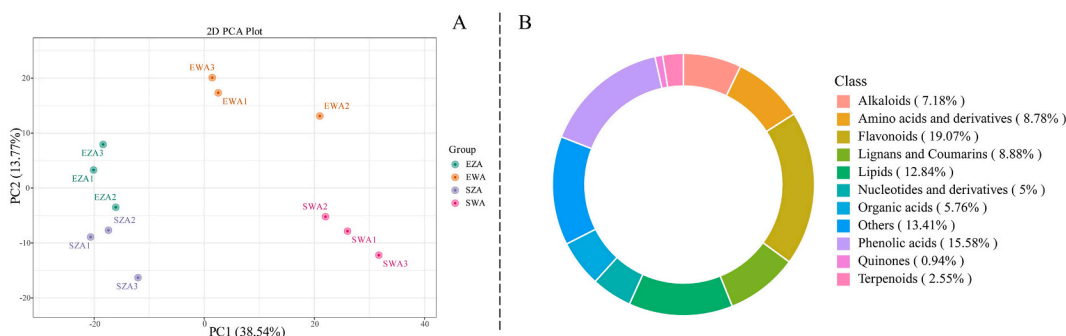 A
B
2D PCA Plot
PC2 (13.77%)
20
10
0
-10
-20
-20
0
20
40
PC1 (38.54%)
EWA3
EWA1
EWA2
EZA3
EZA1
EZA2
SZA2
SZA1
SZA3
SWA2
SWA1
SWA3
Group
EZA
EWA
SZA
SWA
Class
Alkaloids ( 7.18% )
Amino acids and derivatives ( 8.78% )
Flavonoids ( 19.07% )
Lignans and Coumarins ( 8.88% )
Lipids ( 12.84% )
Nucleotides and derivatives ( 5% )
Organic acids ( 5.76% )
Others ( 13.41% )
Phenolic acids ( 15.58% )
Quinones ( 0.94% )
Terpenoids ( 2.55% )